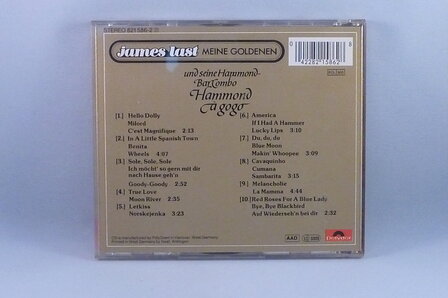 STEREO 821 586-2
james last MEINE GOLDENEN
0 42282 15862 8
und seine Hammond-
Bar Combo
Hammond
à gogo
[1.] Hello Dolly
Milord
C'est Magnifique 2:13
[2.] In A Little Spanish Town
Benita
Wheels 4:07
[3.] Sole, Sole, Sole
Ich möcht' so gern mit dir
nach Hause geh'n
Goody-Goody 2:52
[4.] True Love
Moon River 2:35
[5.] Letkiss
Norskejenka 3:23
[6.] America
If I Had A Hammer
Lucky Lips 3:10
[7.] Du, du, du
Blue Moon
Makin' Whoopee 3:09
[8.] Cavaquinho
Cumana
Sambarita 3:15
[9.] Melancholie
La Mamma 4:44
[10] Red Roses For A Blue Lady
Bye, Bye Blackbird
Auf Wiederseh'n bei dir 2:32
AAD
Polydor